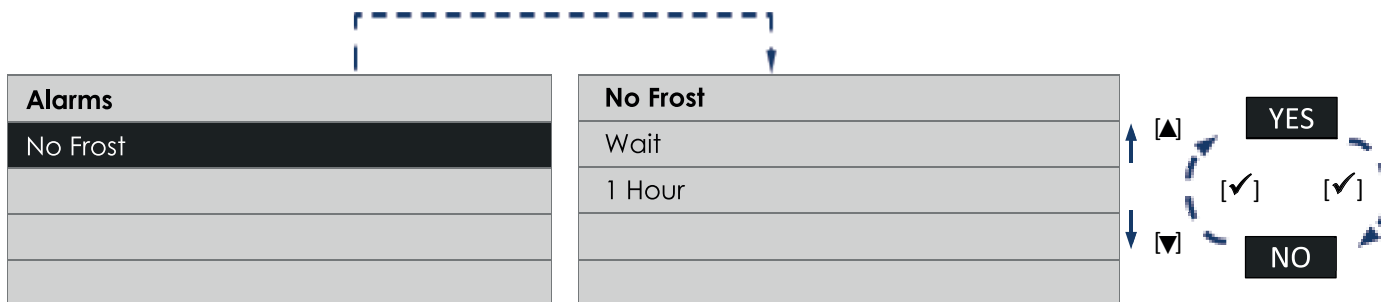 Alarms
No Frost
No Frost
Wait
1 Hour
[▲]
[▼]
YES
[✓] [✓]
NO